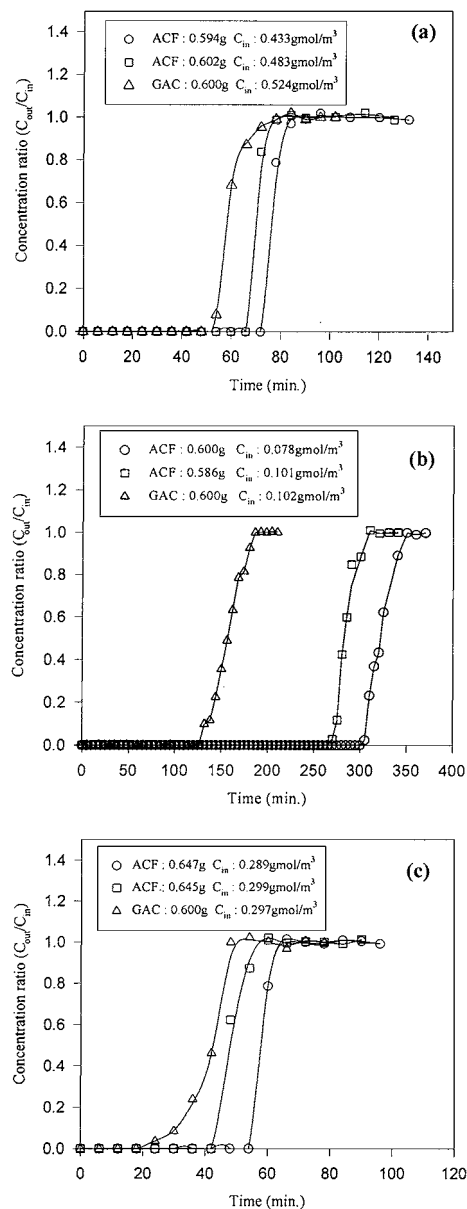 (a)
ACF : 0.594g C_in : 0.433gmol/m³
ACF : 0.602g C_in : 0.483gmol/m³
GAC : 0.600g C_in : 0.524gmol/m³
Concentration ratio (C_out/C_in)
1.4
1.2
1.0
0.8
0.6
0.4
0.2
0.0
0 20 40 60 80 100 120 140
Time (min.)
(b)
ACF : 0.600g C_in : 0.078gmol/m³
ACF : 0.586g C_in : 0.101gmol/m³
GAC : 0.600g C_in : 0.102gmol/m³
Concentration ratio (C_out/C_in)
1.4
1.2
1.0
0.8
0.6
0.4
0.2
0.0
0 50 100 150 200 250 300 350 400
Time (min.)
(c)
ACF : 0.647g C_in : 0.289gmol/m³
ACF : 0.645g C_in : 0.299gmol/m³
GAC : 0.600g C_in : 0.297gmol/m³
Concentration ratio (C_out/C_in)
1.4
1.2
1.0
0.8
0.6
0.4
0.2
0.0
0 20 40 60 80 100 120
Time (min.)